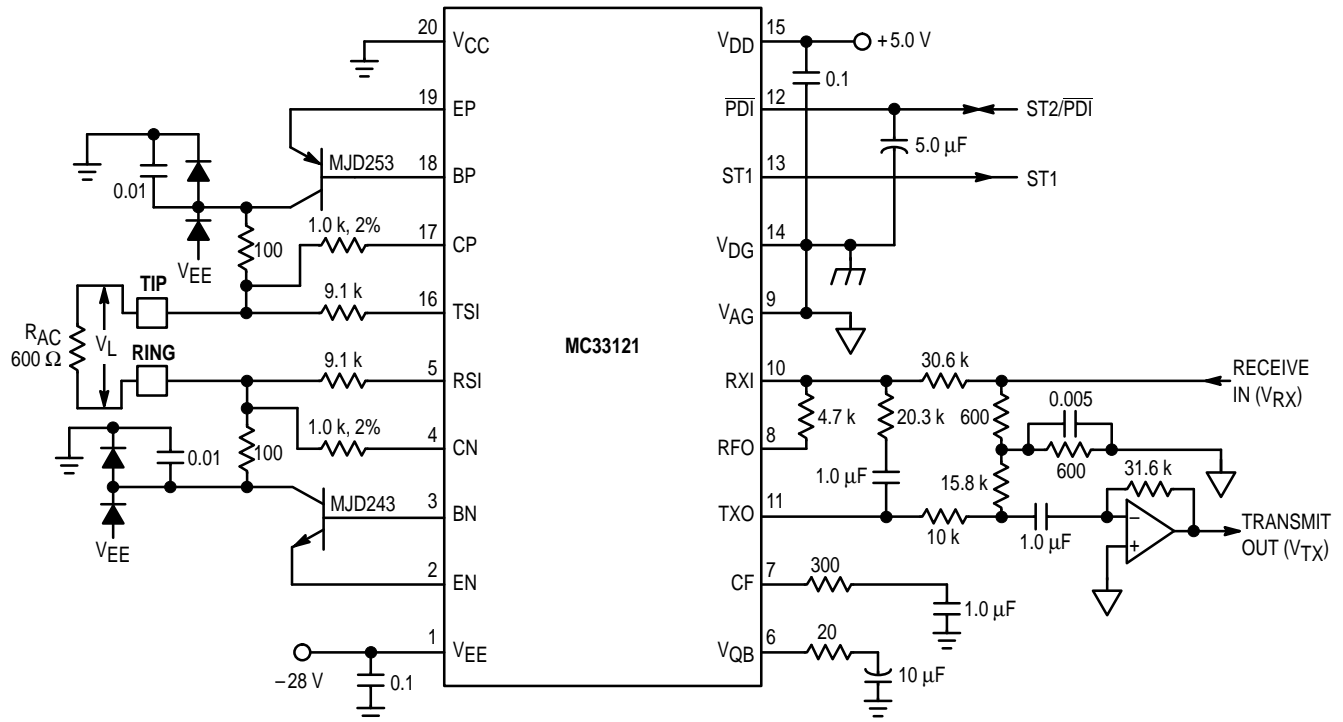 20
VCC
15
VDD
+5.0 V
0.1
19
EP
12
PDI
ST2/PDI
5.0 μF
MJD253
18
BP
13
ST1
ST1
0.01
1.0 k, 2%
17
CP
14
VDG
100
VEE
TIP
9.1 k
16
TSI
9
VAG
RAC
600 Ω
VL
MC33121
RING
9.1 k
5
RSI
10
RXI
30.6 k
RECEIVE
IN (VRX)
4.7 k
20.3 k
600
0.005
1.0 k, 2%
4
CN
8
RFO
600
0.01
100
1.0 μF
15.8 k
31.6 k
MJD243
3
BN
11
TXO
10 k
1.0 μF
−
+
TRANSMIT
OUT (VTX)
VEE
2
EN
7
CF
300
1.0 μF
1
VEE
6
VQB
20
−28 V
0.1
10 μF